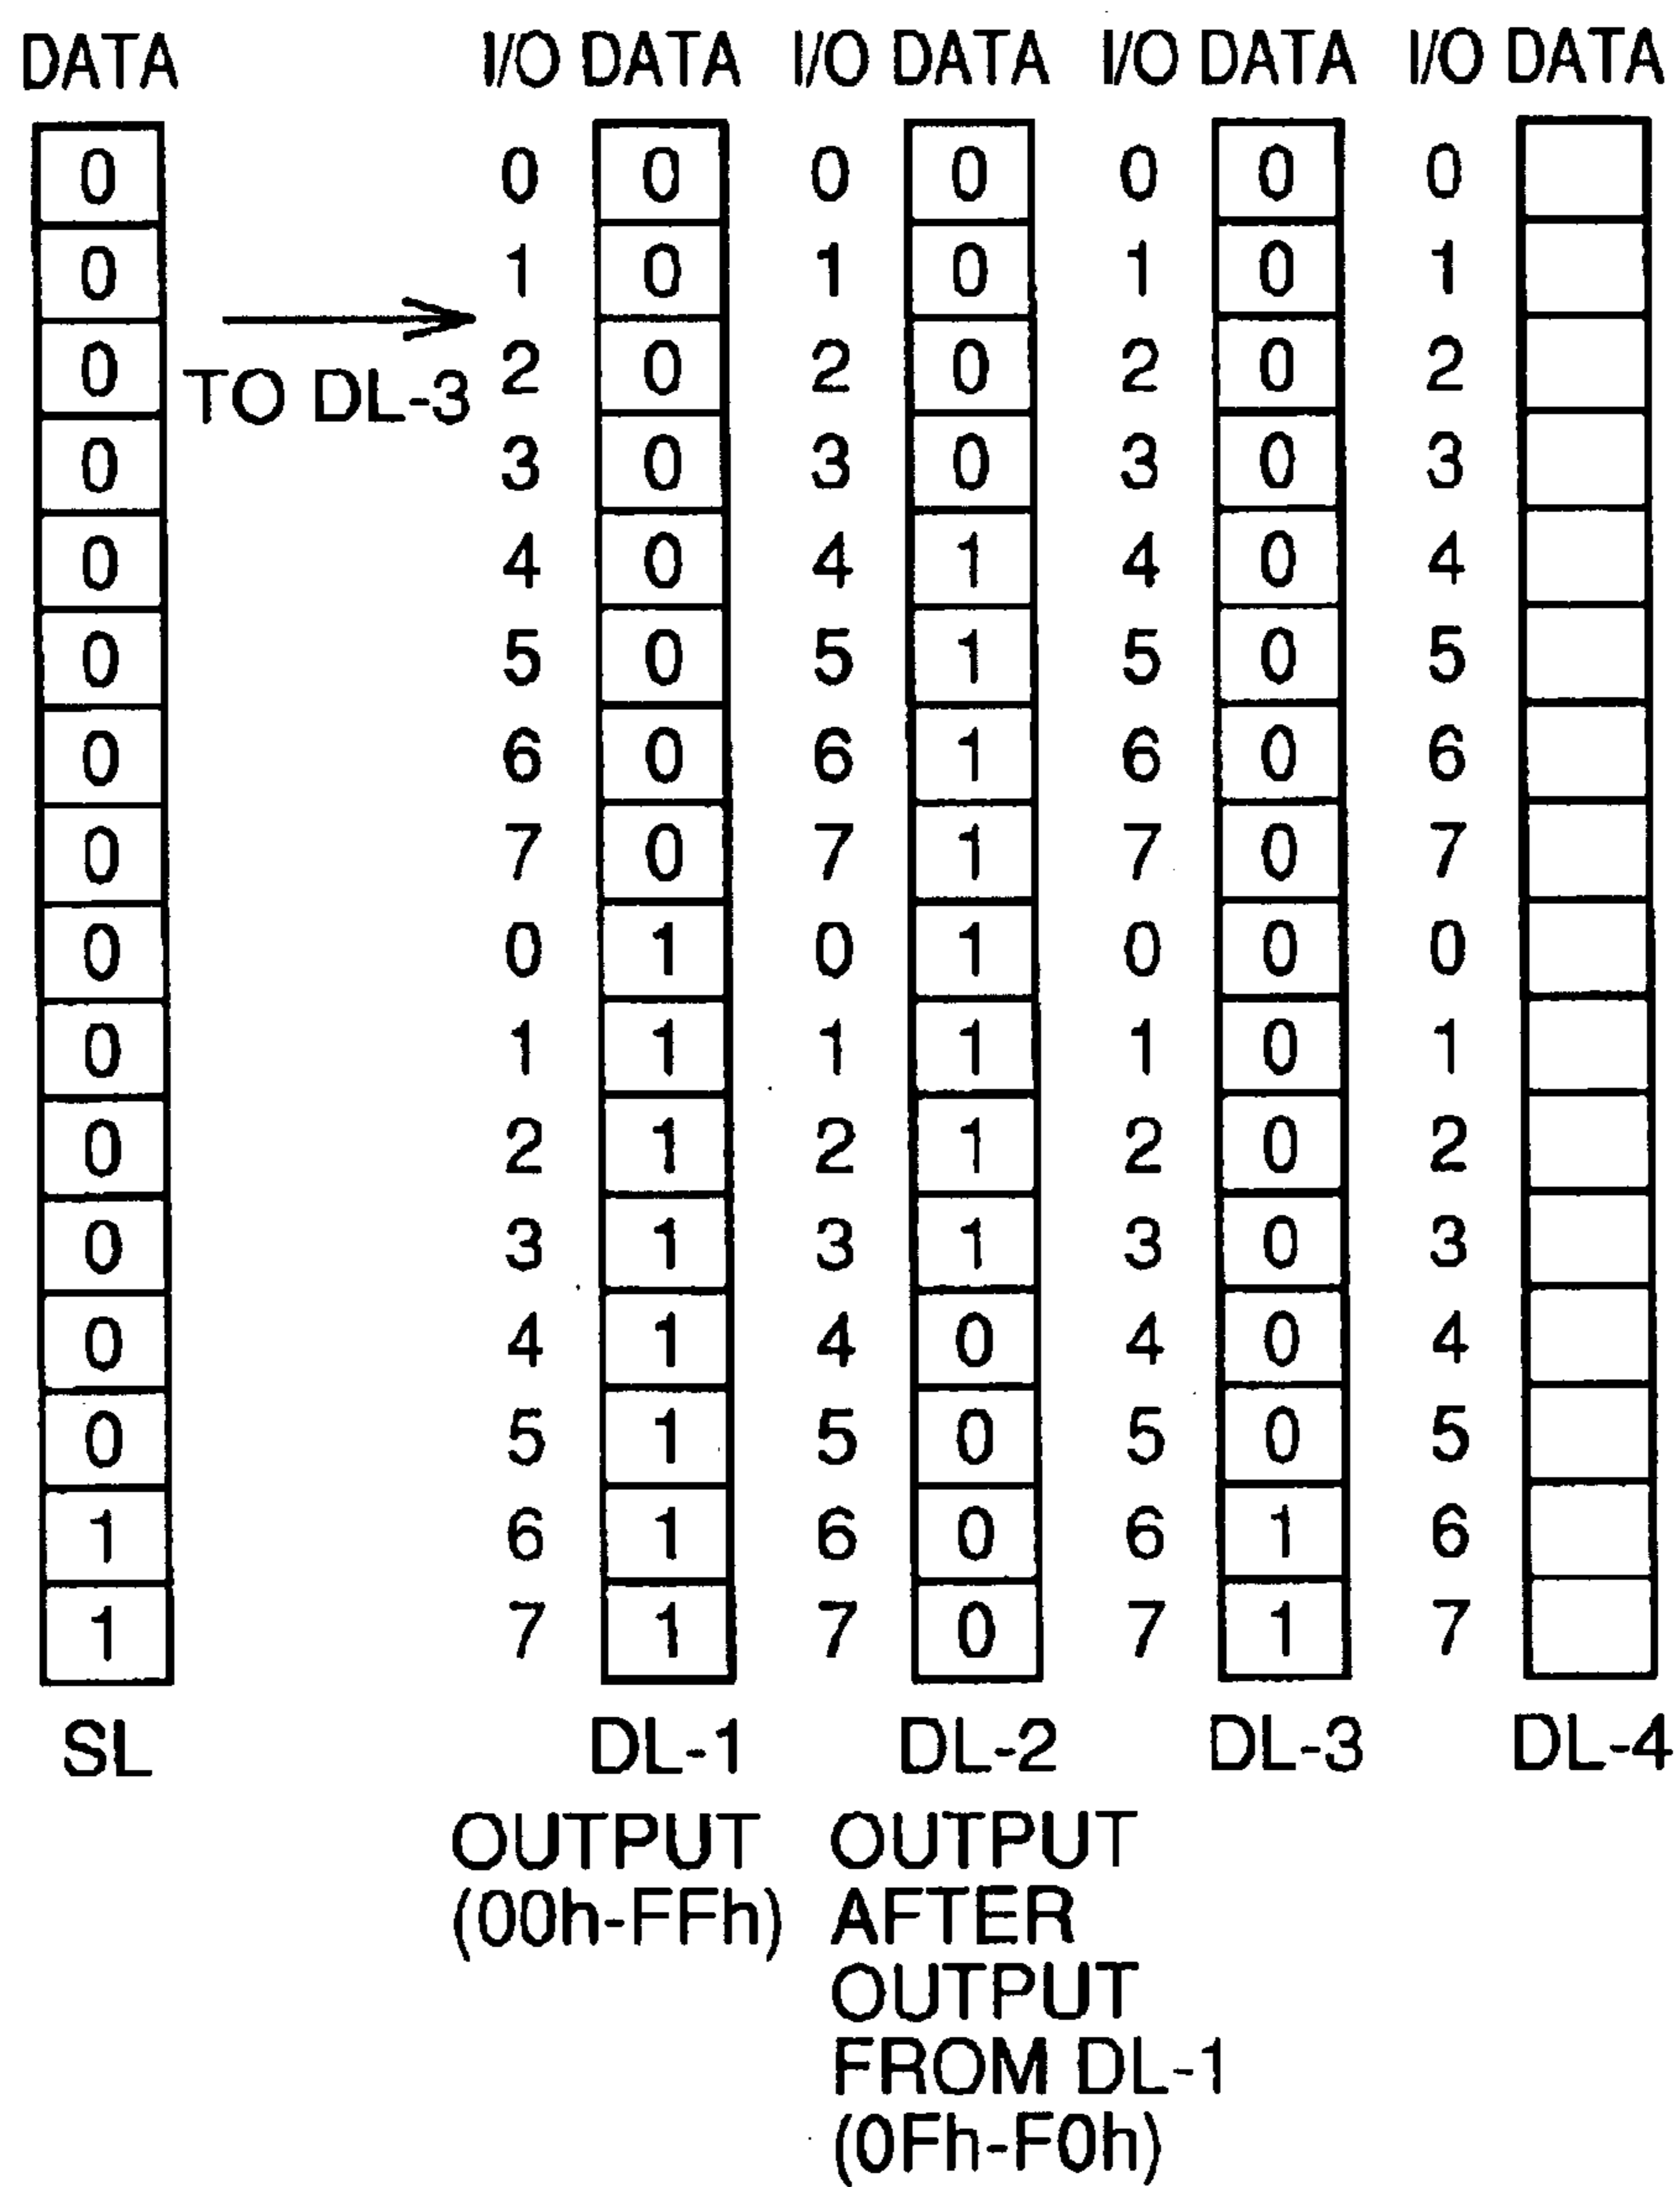 DATA I/O DATA I/O DATA I/O DATA I/O DATA
0 0 0 0 0 0 0 0
0 1 0 1 0 1 0 1
0 2 0 2 0 2 0 2
TO DL-3
0 3 0 3 0 3 0 3
0 4 0 4 1 4 0 4
0 5 0 5 1 5 0 5
0 6 0 6 1 6 0 6
0 7 0 7 1 7 0 7
0 0 1 0 1 0 0 0
0 1 1 1 1 1 0 1
0 2 1 2 1 2 0 2
0 3 1 3 1 3 0 3
0 4 1 4 0 4 0 4
0 5 1 5 0 5 0 5
1 6 1 6 0 6 1 6
1 7 1 7 0 7 1 7
SL DL-1 DL-2 DL-3 DL-4
OUTPUT
(00h-FFh)
OUTPUT
AFTER
OUTPUT
FROM DL-1
(0Fh-F0h)